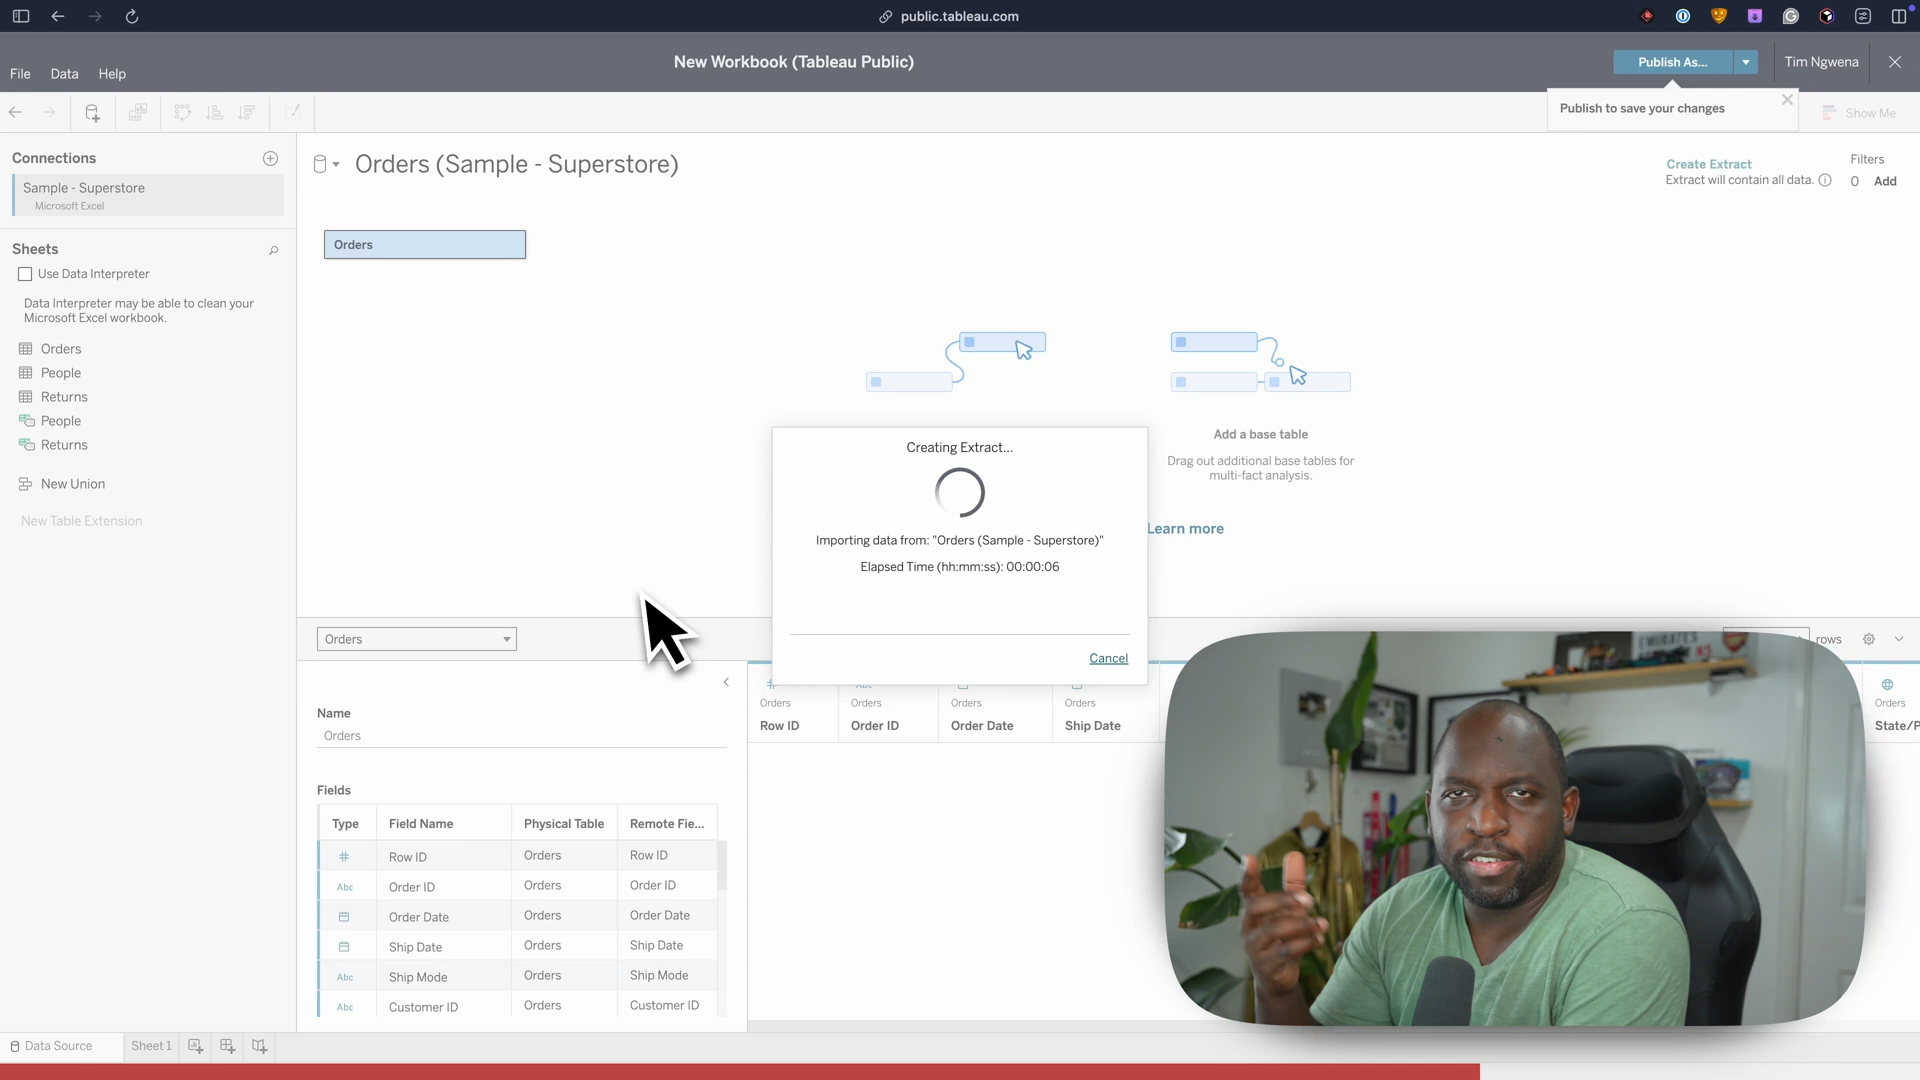 public.tableau.com
New Workbook (Tableau Public)
File
Data
Help
Publish As...
Tim Ngwena
Publish to save your changes
Show Me
Connections
Sample - Superstore
Microsoft Excel
Orders (Sample - Superstore)
Create Extract
Extract will contain all data.
Filters
0
Add
Orders
Sheets
Use Data Interpreter
Data Interpreter may be able to clean your
Microsoft Excel workbook.
Orders
People
Returns
People
Returns
New Union
New Table Extension
Add a base table
Drag out additional base tables for
multi-fact analysis.
Learn more
Creating Extract...
Importing data from: "Orders (Sample - Superstore)"
Elapsed Time (hh:mm:ss): 00:00:06
Cancel
Orders
rows
Name
Orders
Fields
Type
Field Name
Physical Table
Remote Fie...
#
Row ID
Orders
Row ID
Abc
Order ID
Orders
Order ID
Order Date
Orders
Order Date
Ship Date
Orders
Ship Date
Abc
Ship Mode
Orders
Ship Mode
Abc
Customer ID
Orders
Customer ID
#
Orders
Row ID
Abc
Orders
Order ID
Orders
Order Date
Orders
Ship Date
Orders
State/P
EMIRATES
Data Source
Sheet 1